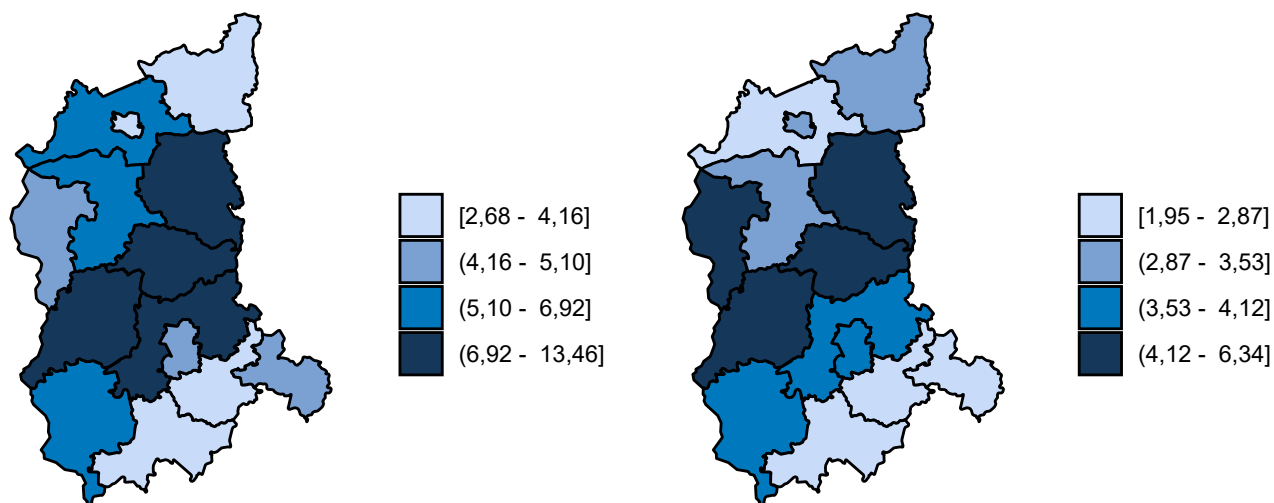 [2,68 - 4,16]
(4,16 - 5,10]
(5,10 - 6,92]
(6,92 - 13,46]
[1,95 - 2,87]
(2,87 - 3,53]
(3,53 - 4,12]
(4,12 - 6,34]